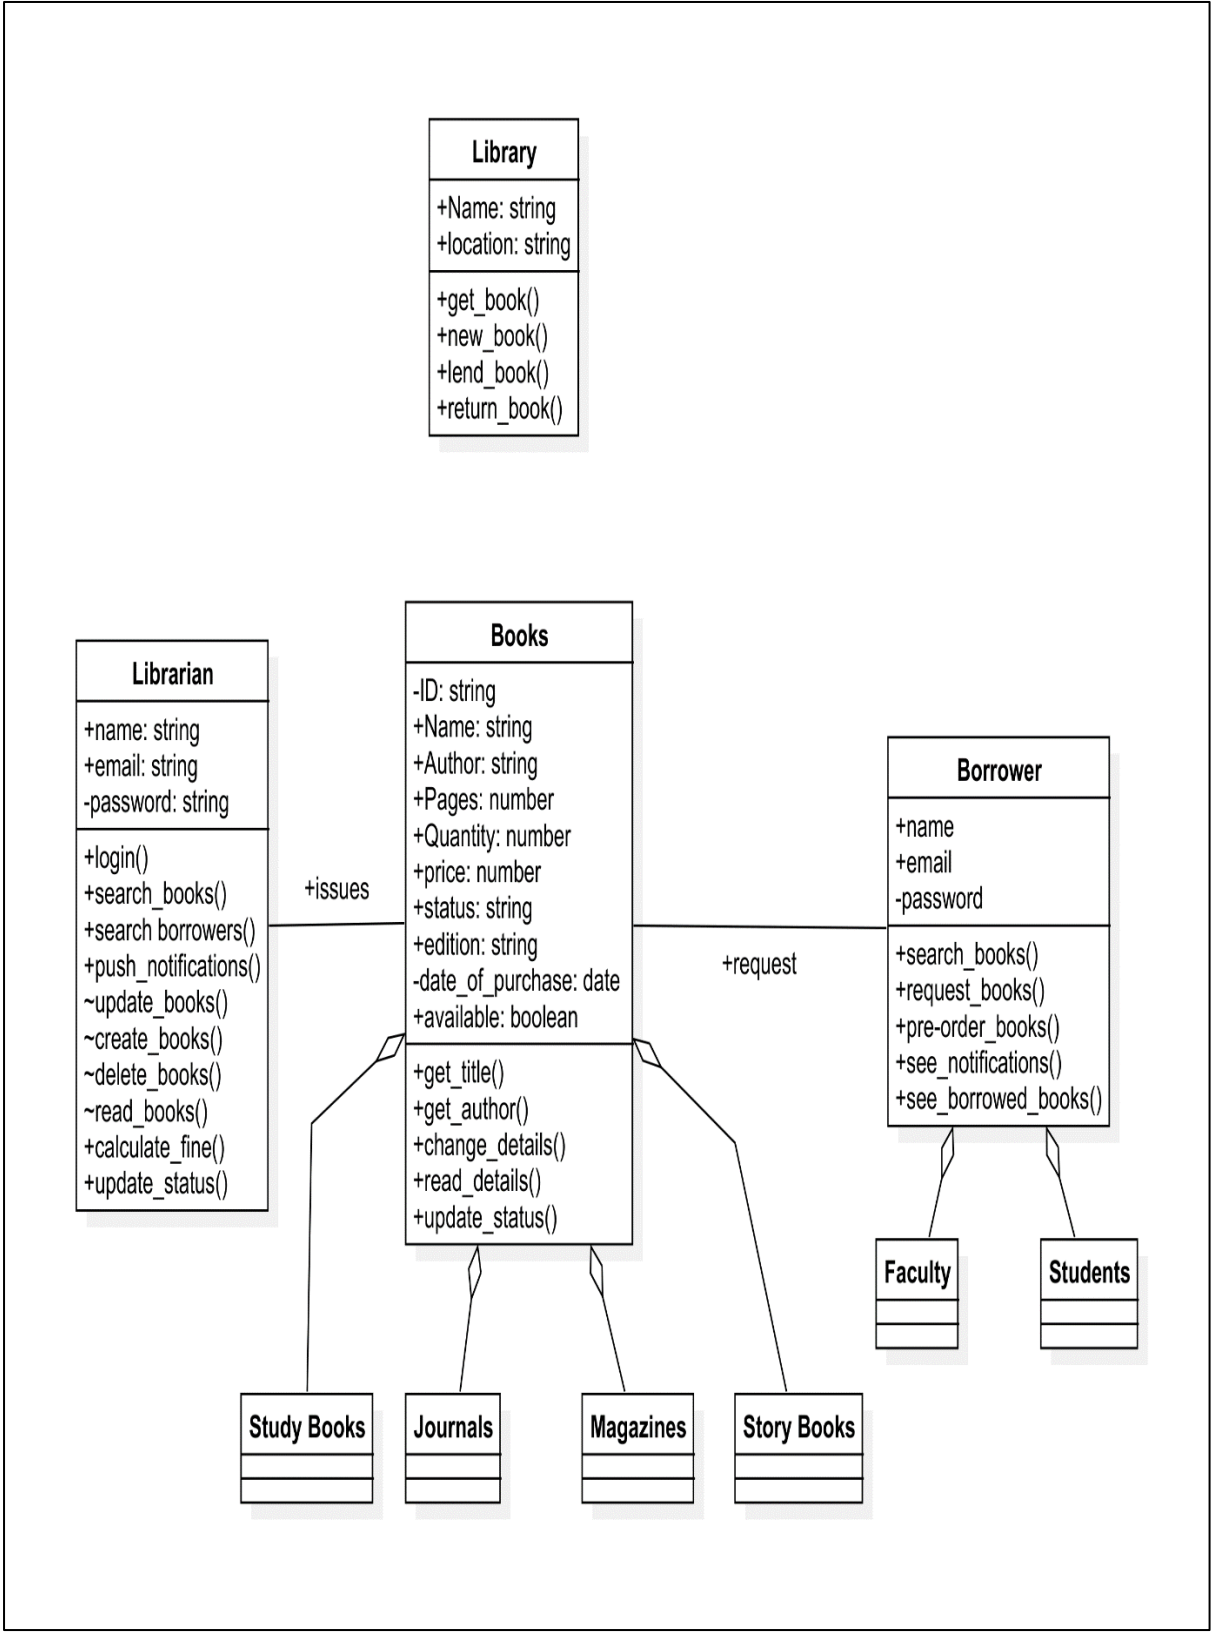 Library
+Name: string
+location: string
+get_book()
+new_book()
+lend_book()
+return_book()
Librarian
+name: string
+email: string
-password: string
+login()
+search_books()
+search borrowers()
+push_notifications()
~update_books()
~create_books()
~delete_books()
~read_books()
+calculate_fine()
+update_status()
+issues
Books
-ID: string
+Name: string
+Author: string
+Pages: number
+Quantity: number
+price: number
+status: string
+edition: string
-date_of_purchase: date
+available: boolean
+get_title()
+get_author()
+change_details()
+read_details()
+update_status()
+request
Borrower
+name
+email
-password
+search_books()
+request_books()
+pre-order_books()
+see_notifications()
+see_borrowed_books()
Faculty
Students
Study Books
Journals
Magazines
Story Books